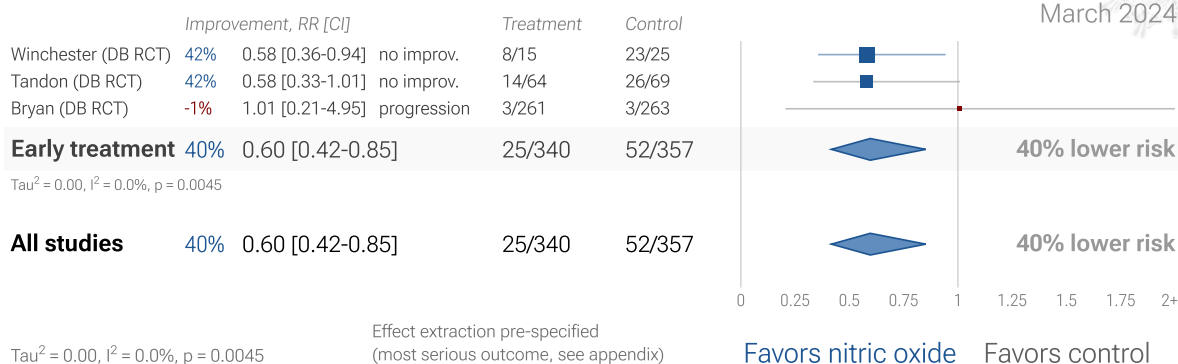 March 2024
Improvement, RR [CI] Treatment Control
Winchester (DB RCT) 42% 0.58 [0.36-0.94] no improv. 8/15 23/25
Tandon (DB RCT) 42% 0.58 [0.33-1.01] no improv. 14/64 26/69
Bryan (DB RCT) -1% 1.01 [0.21-4.95] progression 3/261 3/263
Early treatment 40% 0.60 [0.42-0.85] 25/340 52/357 40% lower risk
Tau² = 0.00, I² = 0.0%, p = 0.0045
All studies 40% 0.60 [0.42-0.85] 25/340 52/357 40% lower risk
0 0.25 0.5 0.75 1 1.25 1.5 1.75 2+
Effect extraction pre-specified
Tau² = 0.00, I² = 0.0%, p = 0.0045 (most serious outcome, see appendix) Favors nitric oxide Favors control